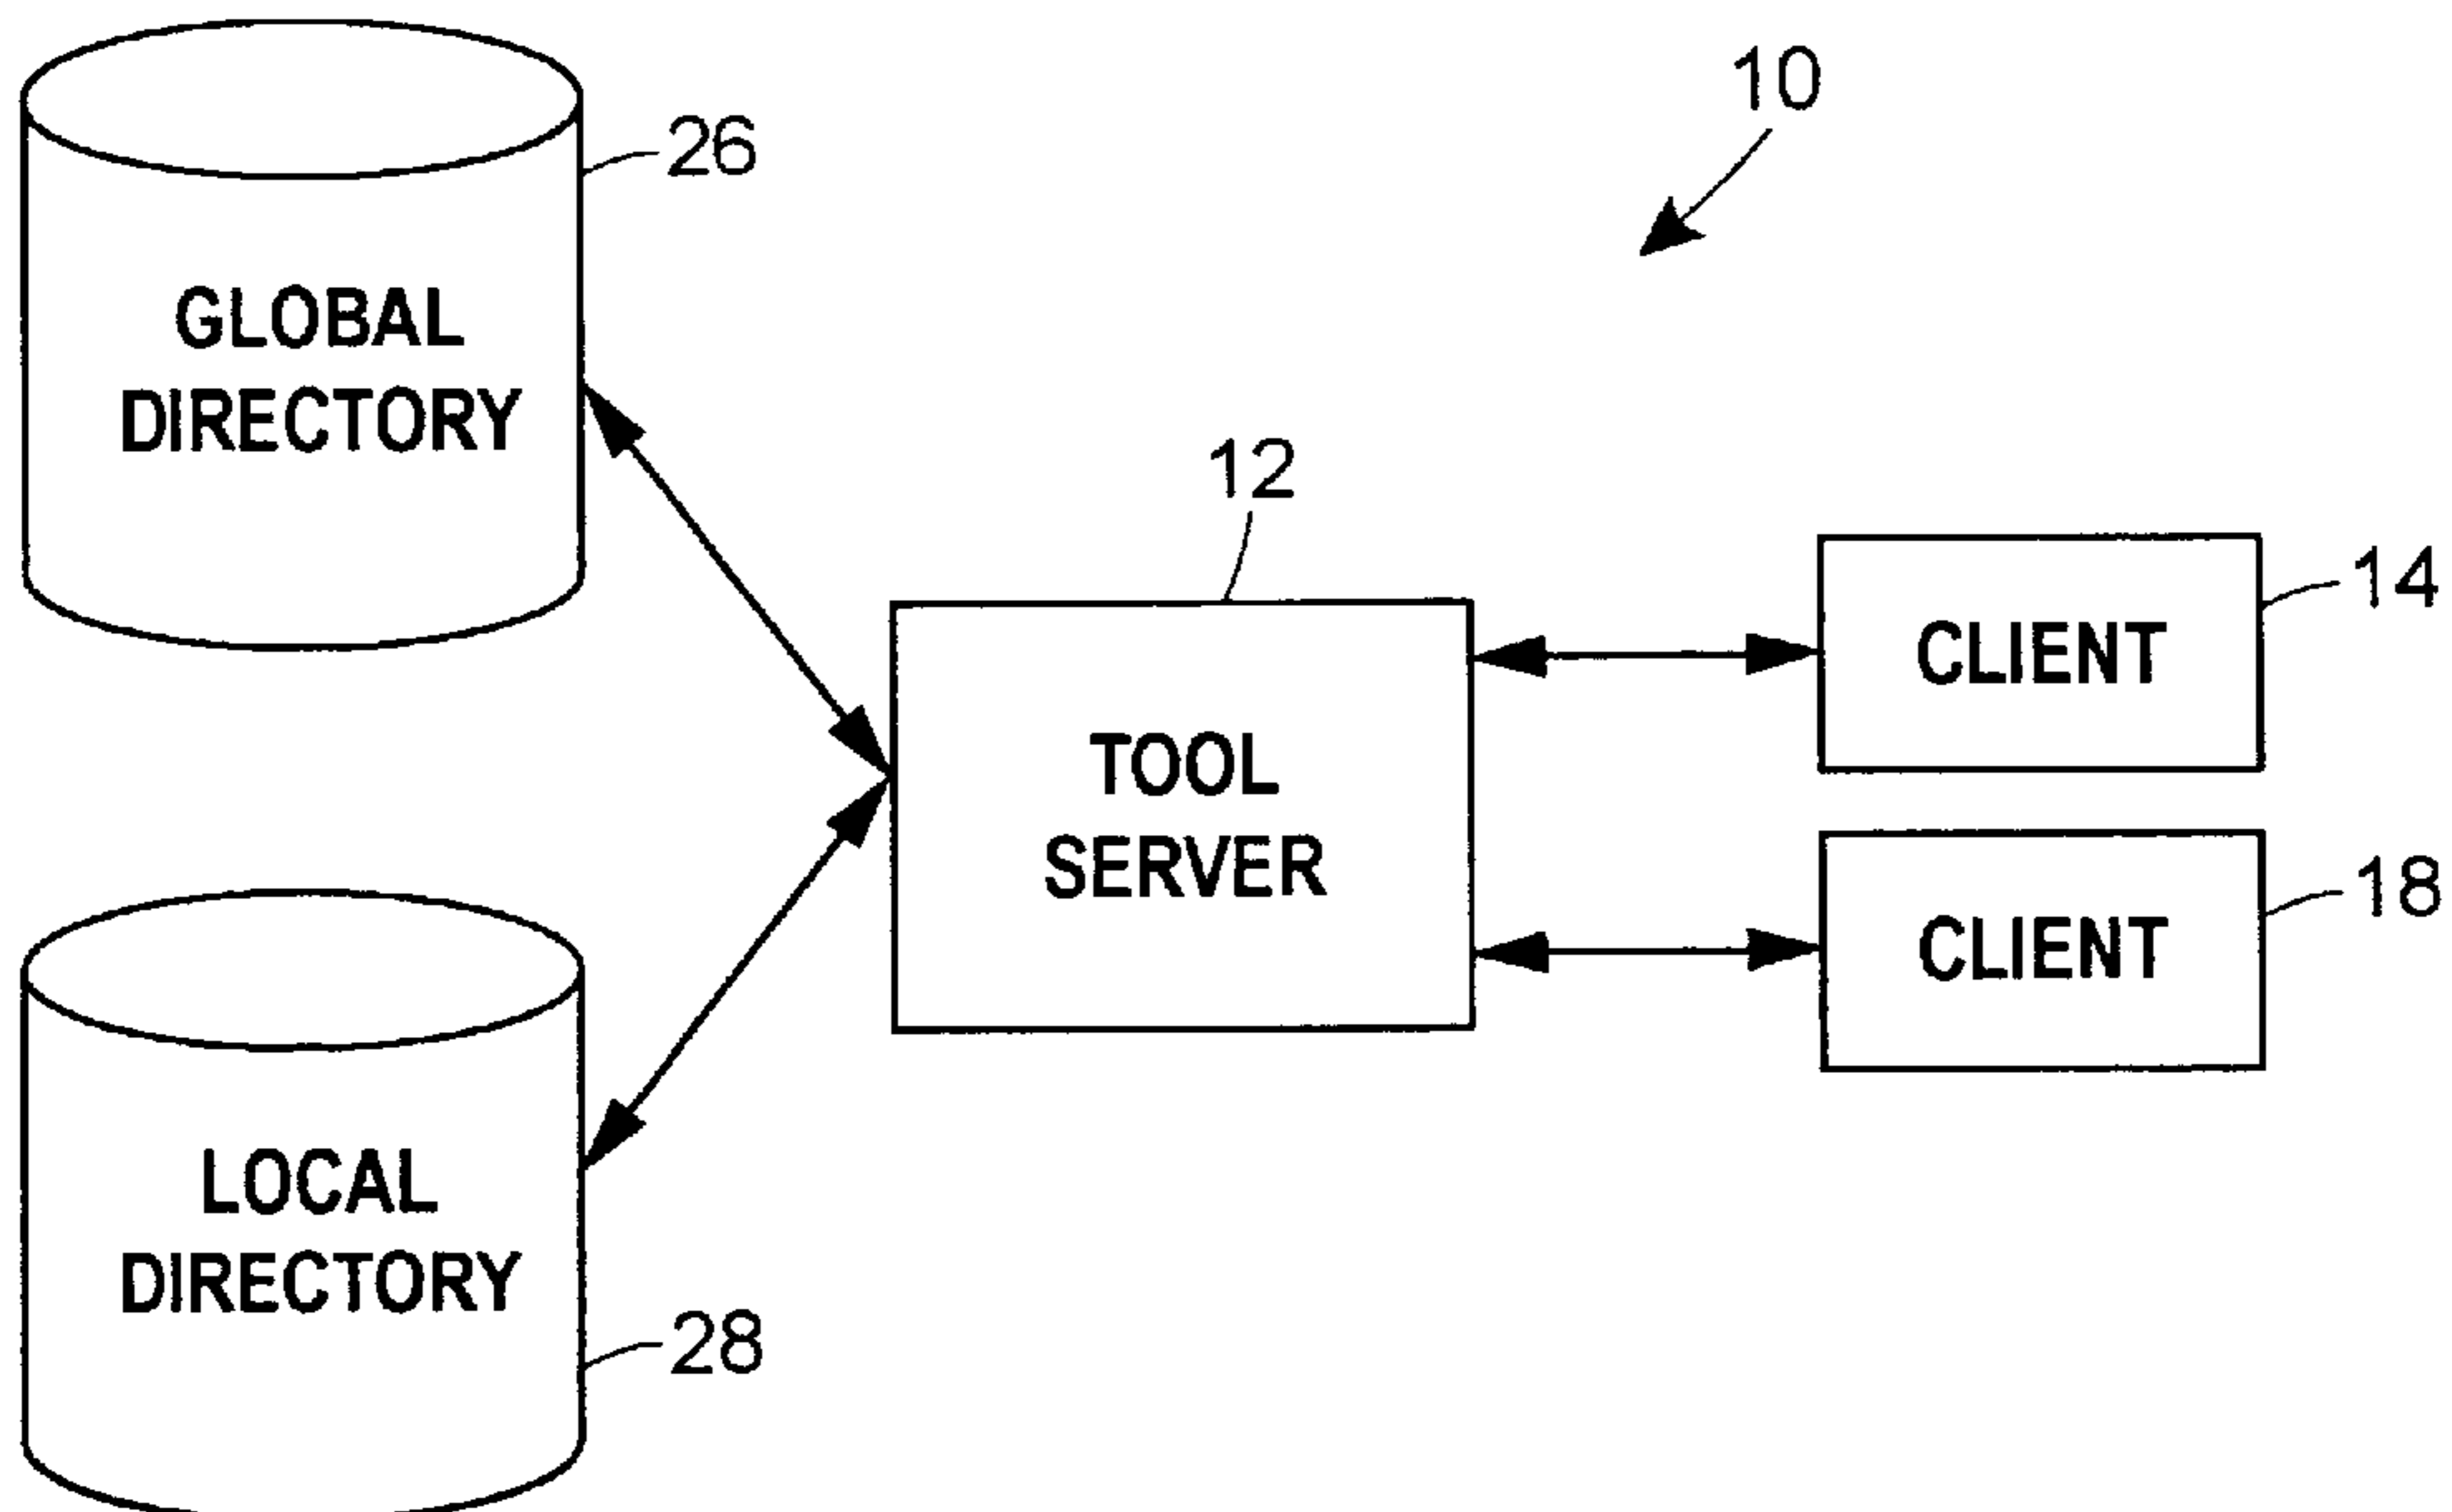 10
26
GLOBAL
DIRECTORY
12
14
CLIENT
TOOL
SERVER
18
CLIENT
LOCAL
DIRECTORY
28